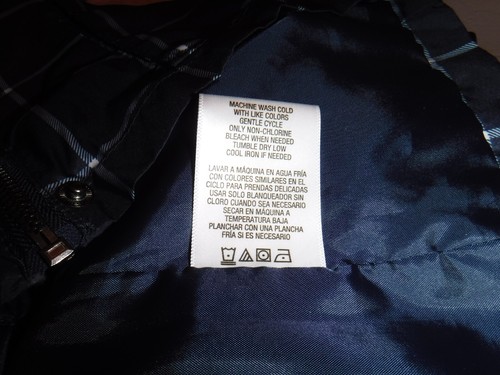 MACHINE WASH COLD
WITH LIKE COLORS
GENTLE CYCLE
ONLY NON-CHLORINE
BLEACH WHEN NEEDED
TUMBLE DRY LOW
COOL IRON IF NEEDED
LAVAR A MÁQUINA EN AGUA FRÍA
CON COLORES SIMILARES EN EL
CICLO PARA PRENDAS DELICADAS
USAR SOLO BLANQUEADOR SIN
CLORO CUANDO SEA NECESARIO
SECAR EN MÁQUINA A
TEMPERATURA BAJA
PLANCHAR CON UNA PLANCHA
FRÍA SI ES NECESARIO